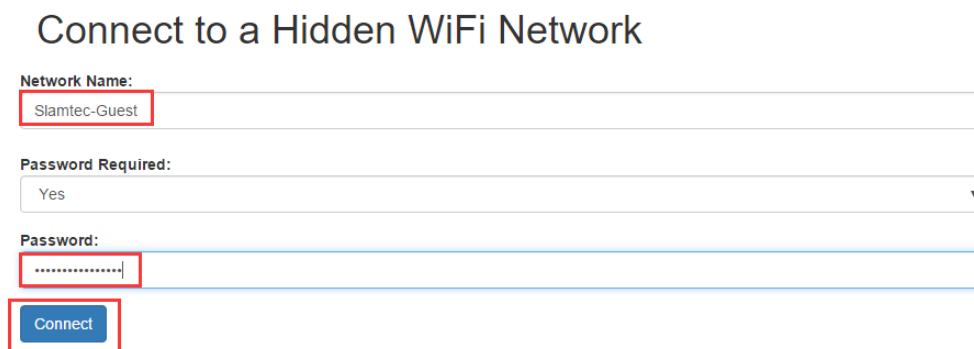 Connect to a Hidden WiFi Network
Network Name:
Slamtec-Guest
Password Required:
Yes
Password:
••••••••••••••••
Connect